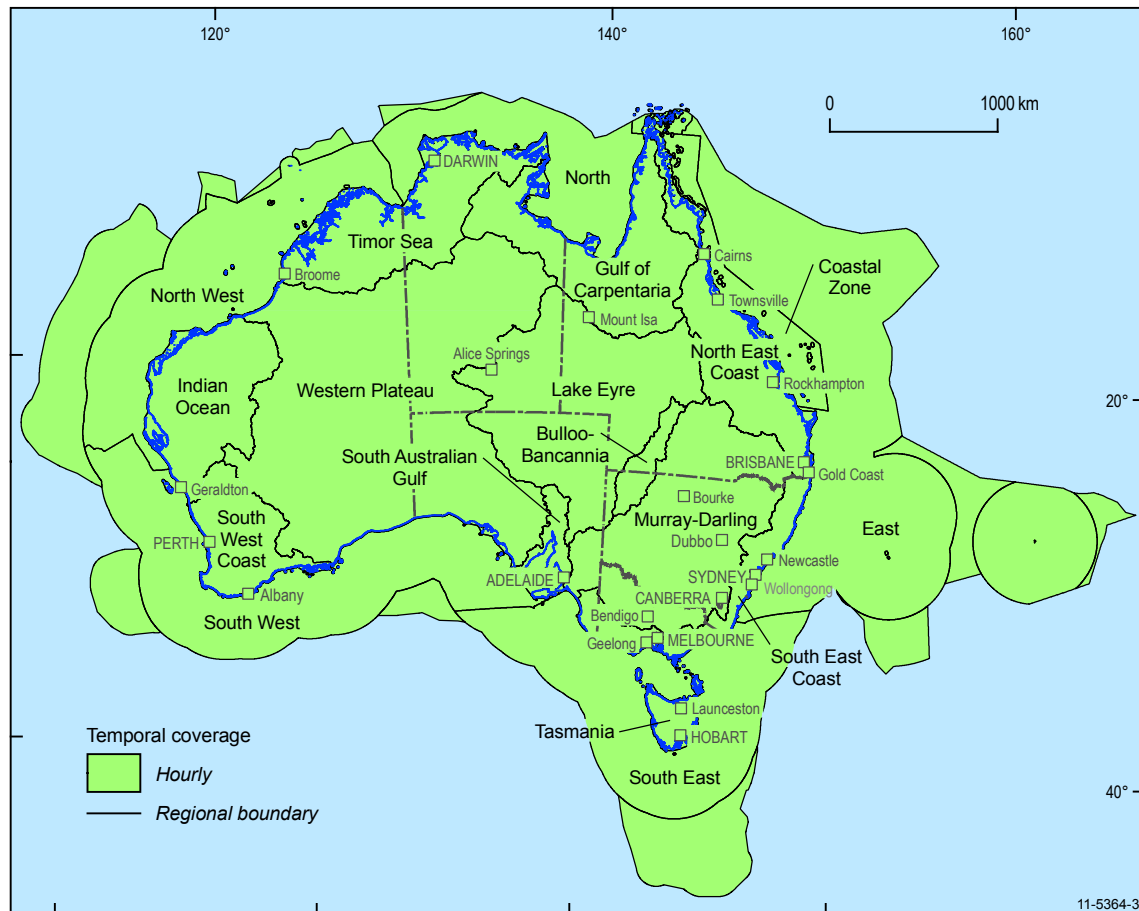 120°
140°
160°
0
1000 km
DARWIN
North
Timor Sea
Cairns
Broome
Gulf of
Carpentaria
Coastal
Zone
North West
Townsville
Mount Isa
Alice Springs
North East
Coast
Indian
Ocean
Western Plateau
Lake Eyre
Rockhampton
20°
Bulloo-
Bancannia
South Australian
Gulf
BRISBANE
Gold Coast
Geraldton
Bourke
South
West
Coast
Murray-Darling
East
PERTH
Dubbo
Newcastle
ADELAIDE
SYDNEY
Wollongong
Albany
CANBERRA
South West
Bendigo
Geelong
MELBOURNE
South East
Coast
Launceston
Tasmania
HOBART
Temporal coverage
Hourly
South East
Regional boundary
40°
11-5364-3